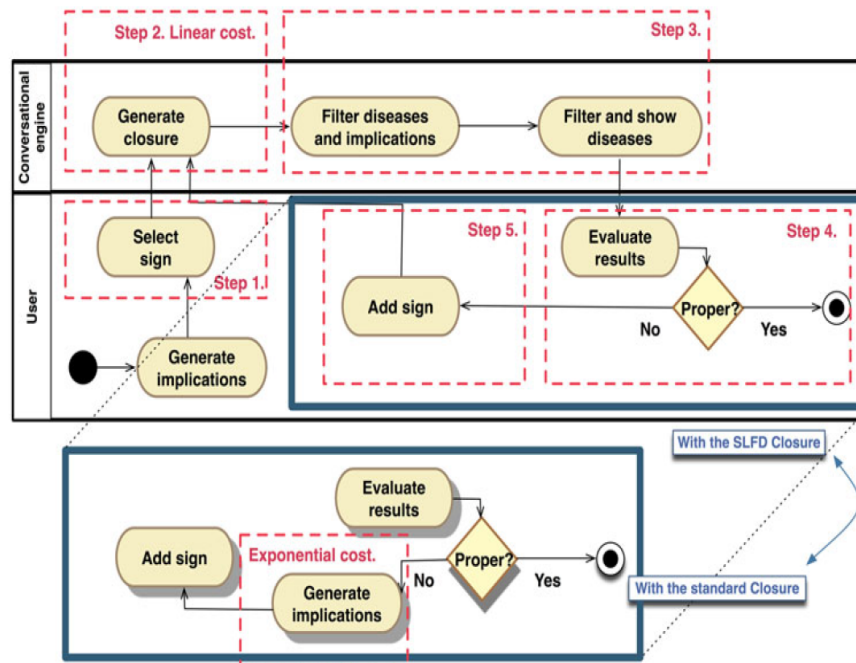 Step 2. Linear cost.
Step 3.
Conversational
engine
Generate
closure
Filter diseases
and implications
Filter and show
diseases
User
Select
sign
Step 1.
Generate
implications
Step 5.
Add sign
Evaluate
results
Step 4.
Proper?
No
Yes
With the SLFD Closure
Evaluate
results
Add sign
Exponential cost.
Generate
implications
No
Proper?
Yes
With the standard Closure